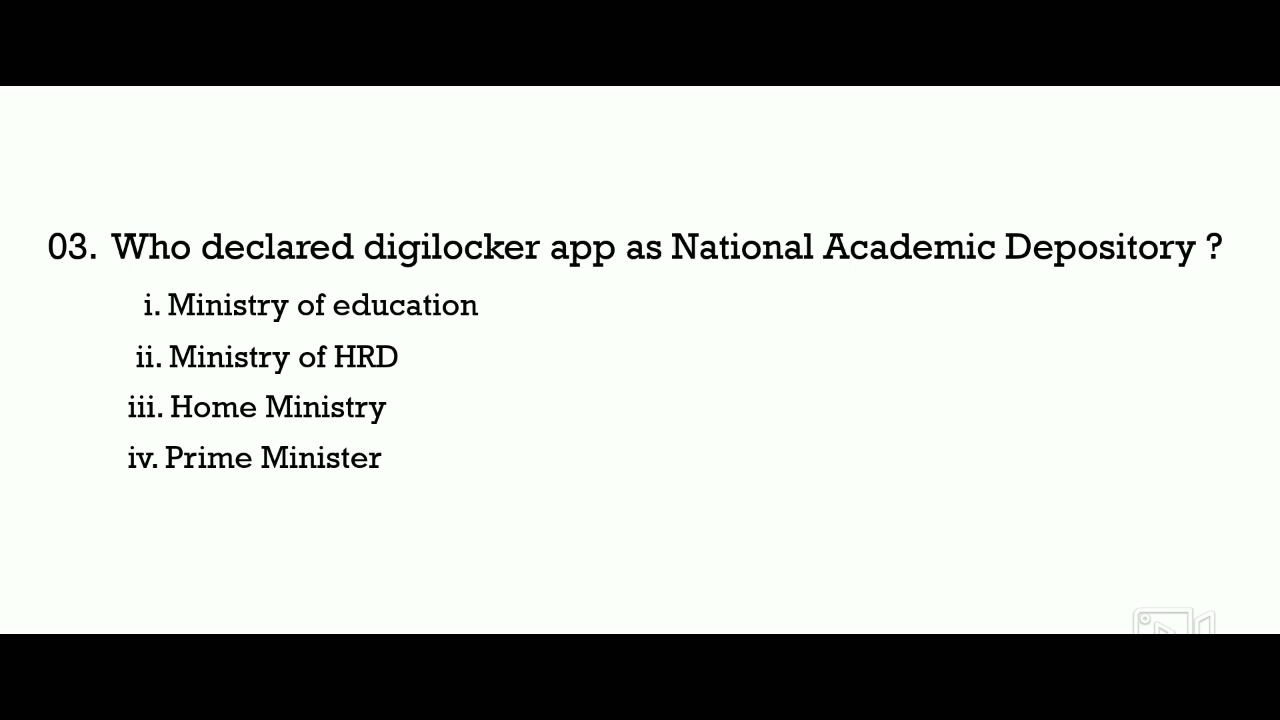 03. Who declared digilocker app as National Academic Depository ?
i. Ministry of education
ii. Ministry of HRD
iii. Home Ministry
iv. Prime Minister